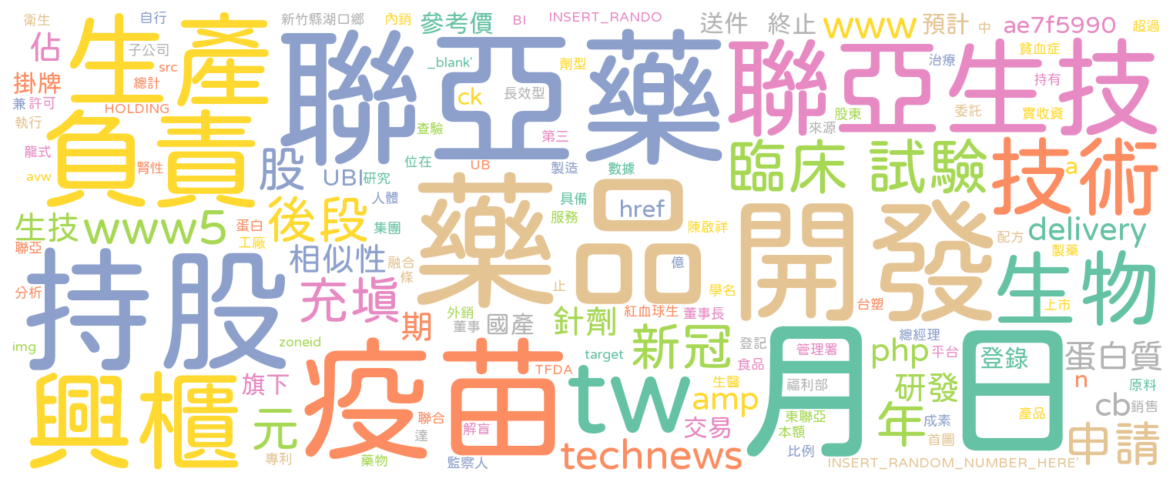 衛生
自行
新竹縣湖口鄉
內銷
參考價
BI
INSERT_RANDO
送件
終止
www
預計
中
ae7f5990
超過
佔
生產
子公司
src
聯亞藥
_blank'
ck
劑型
長效型
聯亞生技
治療
貧血症
持有
掛牌
總計
HOLDING
兼
許可
執行
負責
查驗
第三
股東
來源
委託
實收資
龍式
avw
腎性
股
UBI
研究
位在
UB
製造
數據
臨床
試驗
技術
a
人體
藥品
具備
服務
href
陳啟祥
開發
配方
delivery
製藥
生技
www5
蛋白
工廠
後段
集團
聯亞
持股
相似性
融合
條
億
生物
上市
分析
充填
止
學名
台塑
期
外銷
董事
國產
針劑
紅血球生
董事長
img
zoneid
新冠
登記
總經理
興櫃
旗下
疫苗
TFDA
target
食品
tw
月
日
管理署
php
平台
登錄
蛋白質
元
生醫
amp
福利部
研發
n
原料
cb
銷售
聯合
達
解盲
交易
東聯亞
本額
年
成素
產品
申請
專利
藥物
監察人
technews
比例
首圖
INSERT_RANDOM_NUMBER_HERE'